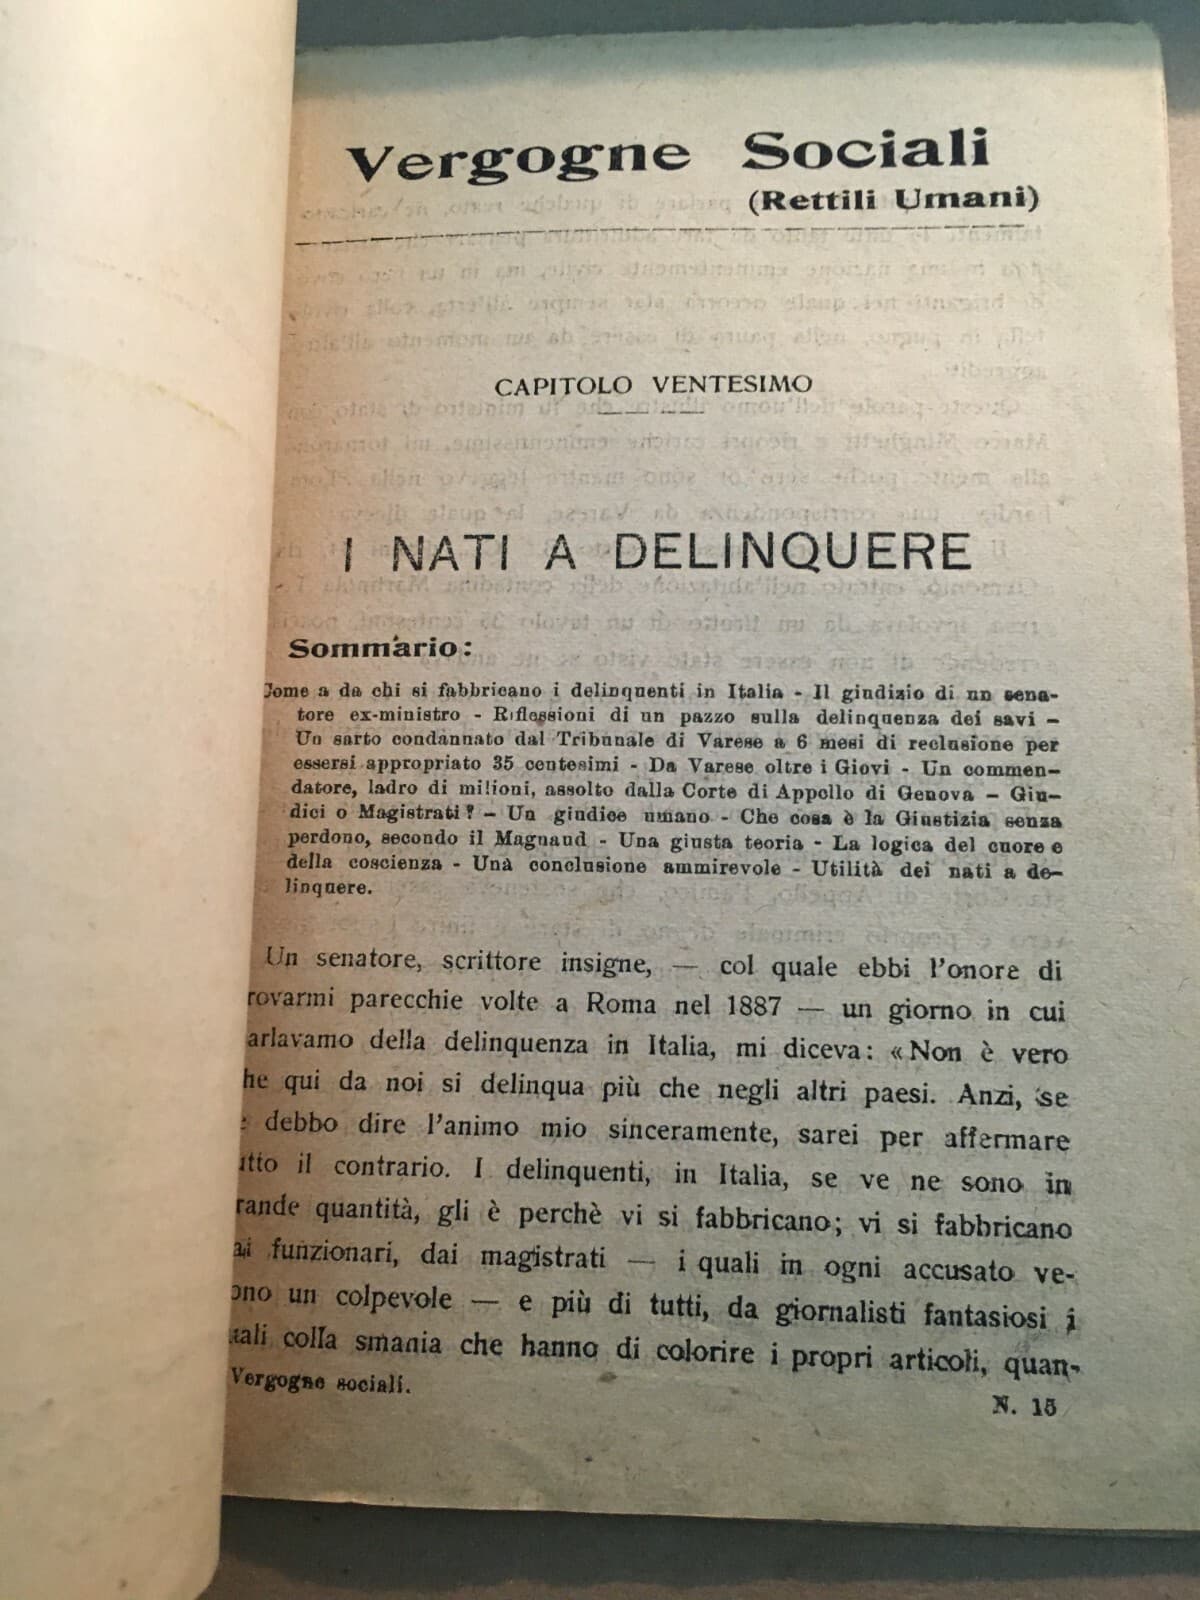 Vergogne Sociali
(Rettili Umani)
CAPITOLO VENTESIMO
I NATI A DELINQUERE
Sommario:
Come a da chi si fabbricano i delinquenti in Italia - Il giudizio di un sena-
tore ex-ministro - Riflessioni di un pazzo sulla delinquenza dei savi -
Un sarto condannato dal Tribunale di Varese a 6 mesi di reclusione per
essersi appropriato 35 centesimi - Da Varese oltre i Giovi - Un commen-
datore, ladro di milioni, assolto dalla Corte di Appello di Genova - Giu-
dici o Magistrati? - Un giudice umano - Che cosa è la Giustizia senza
perdono, secondo il Magnaud - Una giusta teoria - La logica del cuore e
della coscienza - Una conclusione ammirevole - Utilità dei nati a de-
linquere.
Un senatore, scrittore insigne, — col quale ebbi l'onore di
rovarmi parecchie volte a Roma nel 1887 — un giorno in cui
arlavamo della delinquenza in Italia, mi diceva: «Non è vero
he qui da noi si delinqua più che negli altri paesi. Anzi, se
debbo dire l'animo mio sinceramente, sarei per affermare
tto il contrario. I delinquenti, in Italia, se ve ne sono in
rande quantità, gli è perchè vi si fabbricano; vi si fabbricano
ai funzionari, dai magistrati — i quali in ogni accusato ve-
ono un colpevole — e più di tutti, da giornalisti fantasiosi i
uali colla smania che hanno di colorire i propri articoli, quan-
Vergogne sociali.
N. 15